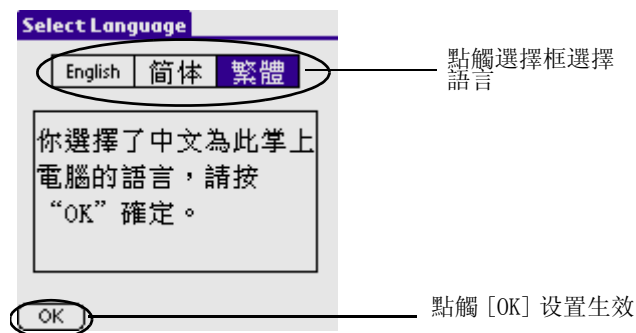 Select Language
English 简体 繁體
點觸選擇框選擇
語言
你選擇了中文為此掌上
電腦的語言，請按
“OK” 確定。
OK
點觸 [OK] 设置生效